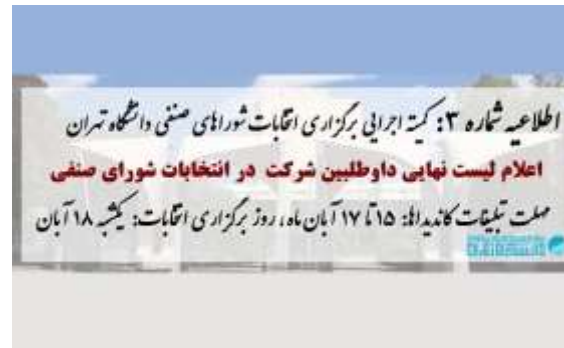 اطلاعیه شماره ۳: کمیته اجرایی برگزاری انتخابات شوراهای صنفی دانشگاه تهران
اعلام لیست نهایی داوطلبین شرکت در انتخابات شورای صنفی
مهلت تبلیغات کاندیداها: ۱۵ تا ۱۷ آبان ماه، روز برگزاری انتخابات: یکشنبه ۱۸ آبان